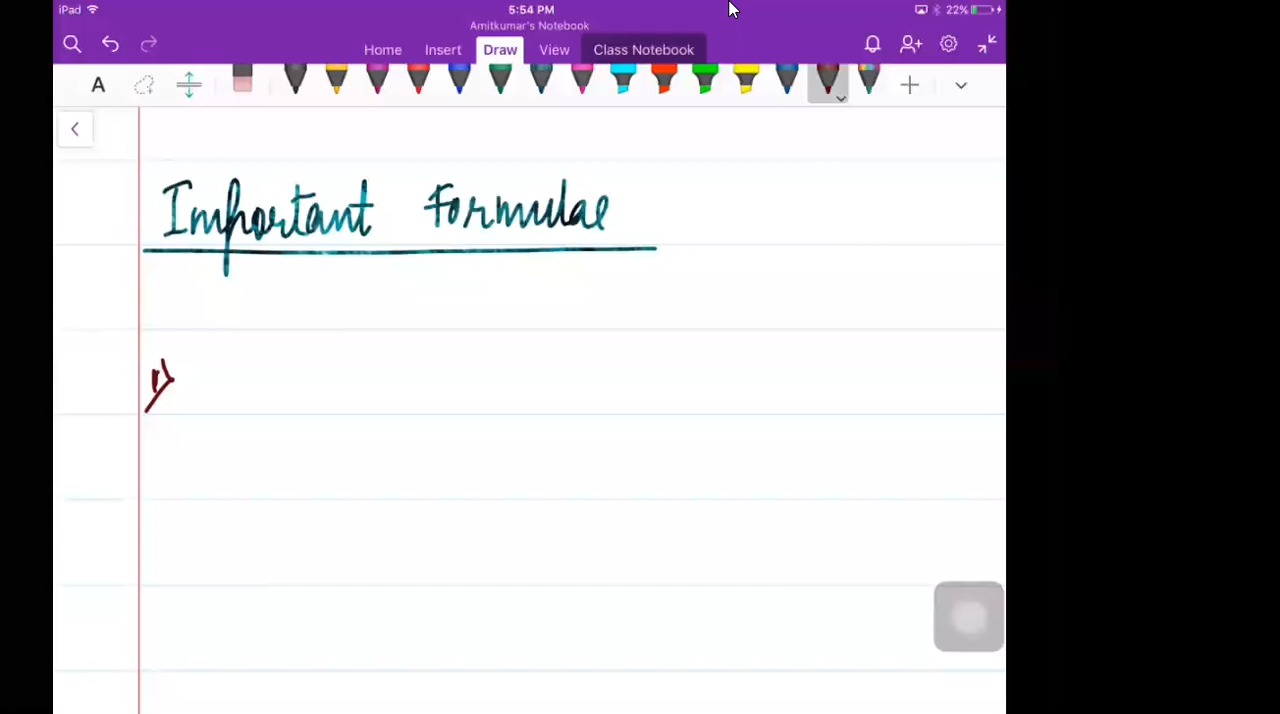 iPad 5:54 PM 22%
Amitkumar's Notebook
Home Insert Draw View Class Notebook
A
Important Formulae
1)